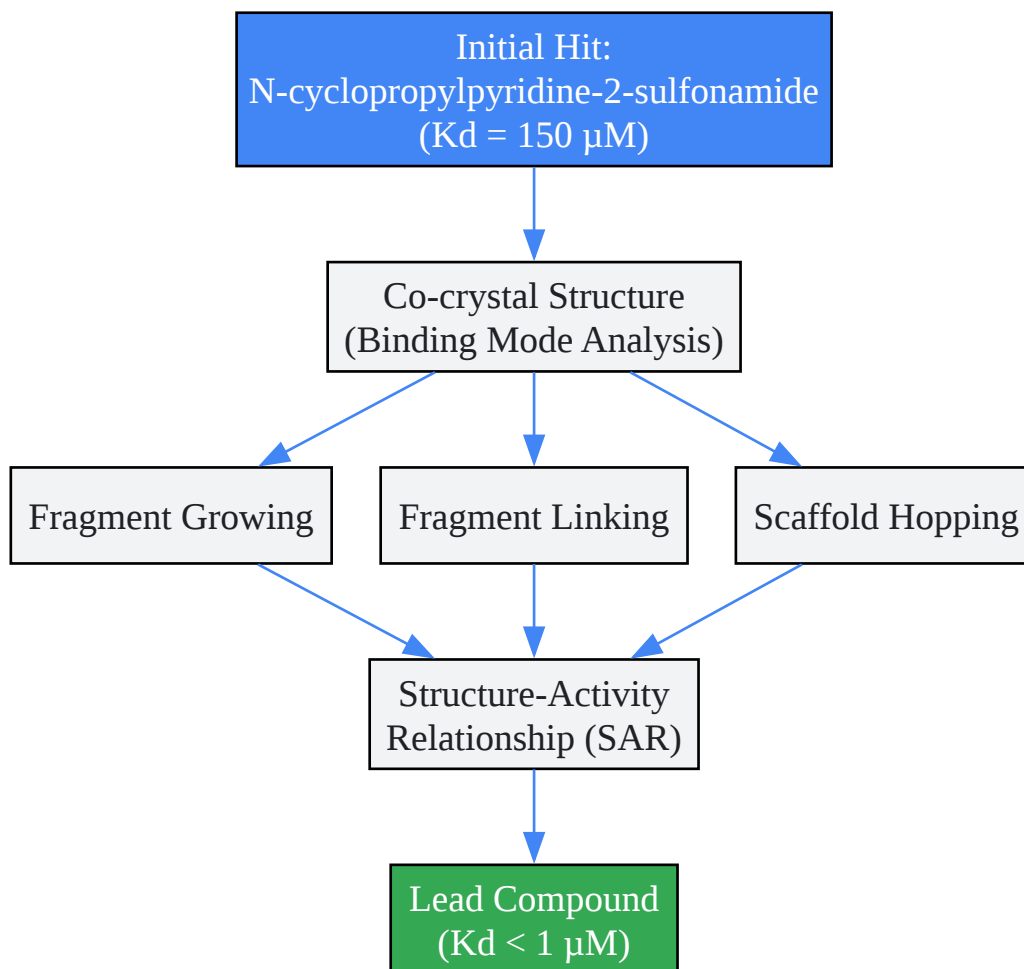 Initial Hit:
N-cyclopropylpyridine-2-sulfonamide
(Kd = 150 µM)
Co-crystal Structure
(Binding Mode Analysis)
Fragment Growing
Fragment Linking
Scaffold Hopping
Structure-Activity
Relationship (SAR)
Lead Compound
(Kd < 1 µM)